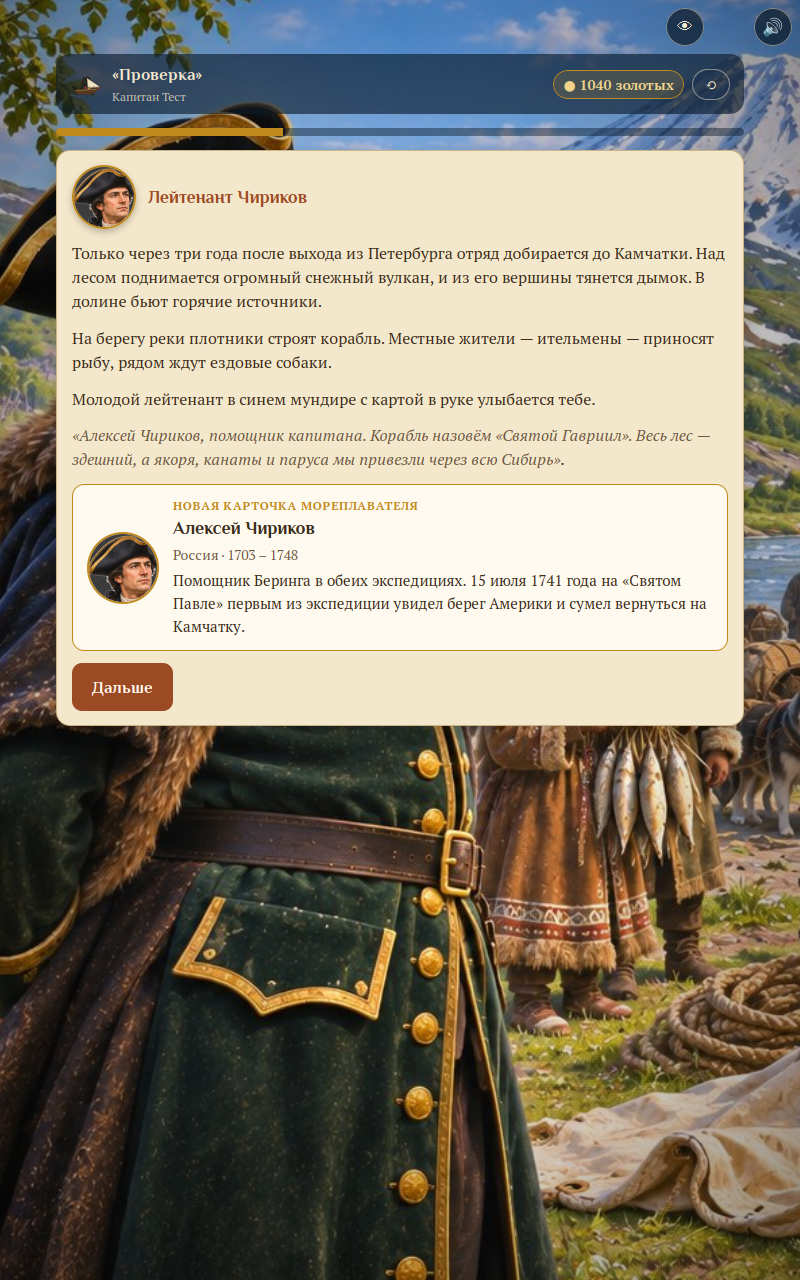 «Проверка»
Капитан Тест
1040 золотых
Лейтенант Чириков
Только через три года после выхода из Петербурга отряд добирается до Камчатки. Над
лесом поднимается огромный снежный вулкан, и из его вершины тянется дымок. В
долине бьют горячие источники.
На берегу реки плотники строят корабль. Местные жители — ительмены — приносят
рыбу, рядом ждут ездовые собаки.
Молодой лейтенант в синем мундире с картой в руке улыбается тебе.
«Алексей Чириков, помощник капитана. Корабль назовём «Святой Гавриил». Весь лес —
здешний, а якоря, канаты и паруса мы привезли через всю Сибирь».
НОВАЯ КАРТОЧКА МОРЕПЛАВАТЕЛЯ
Алексей Чириков
Россия · 1703 – 1748
Помощник Беринга в обеих экспедициях. 15 июля 1741 года на «Святом
Павле» первым из экспедиции увидел берег Америки и сумел вернуться на
Камчатку.
Дальше